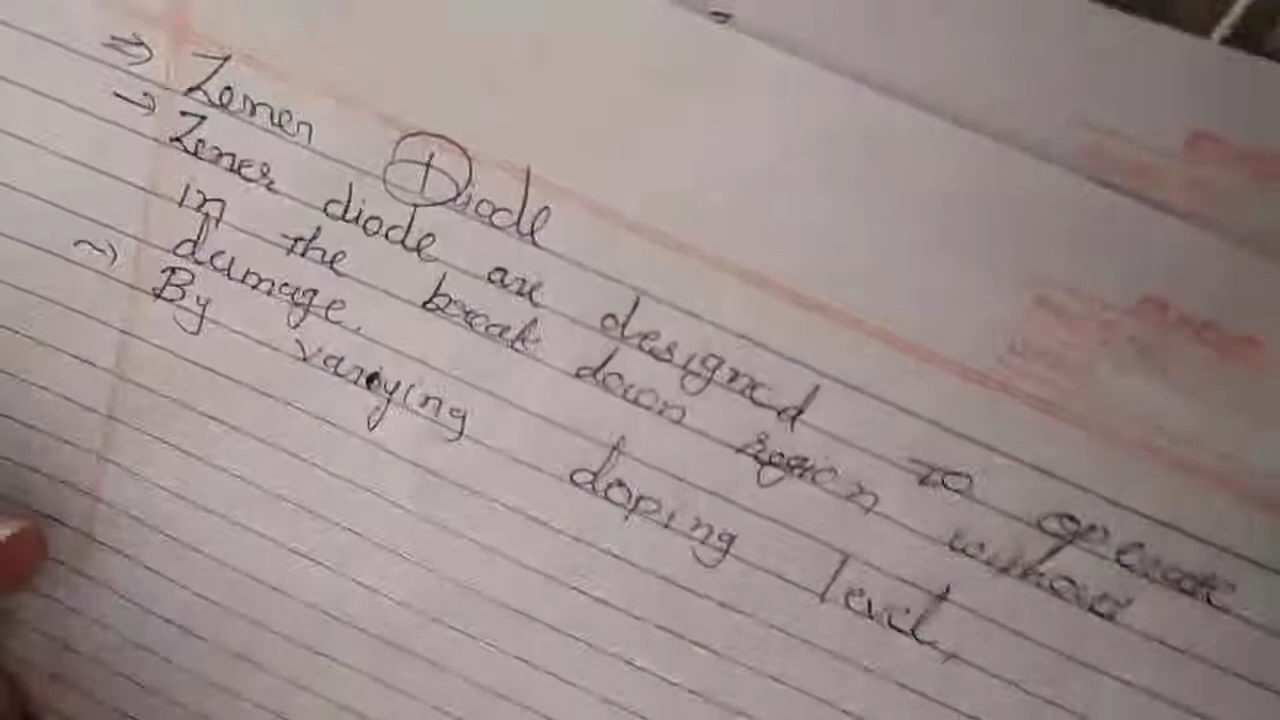 ⇒ Zener Diode
→ Zener diode are designed to operate
in the break down region without
damage.
~) By varying doping level,